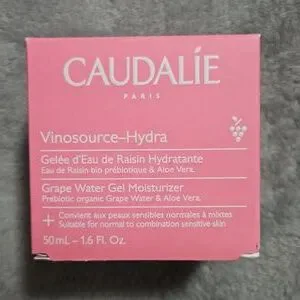 CAUDALÍE
PARIS
Vinosource–Hydra
Gelée d'Eau de Raisin Hydratante
Eau de Raisin bio prébiotique & Aloe Vera.
Grape Water Gel Moisturizer
Prebiotic organic Grape Water & Aloe Vera.
+ Convient aux peaux sensibles normales à mixtes
Suitable for normal to combination sensitive skin
50mL – 1.6 Fl. Oz.